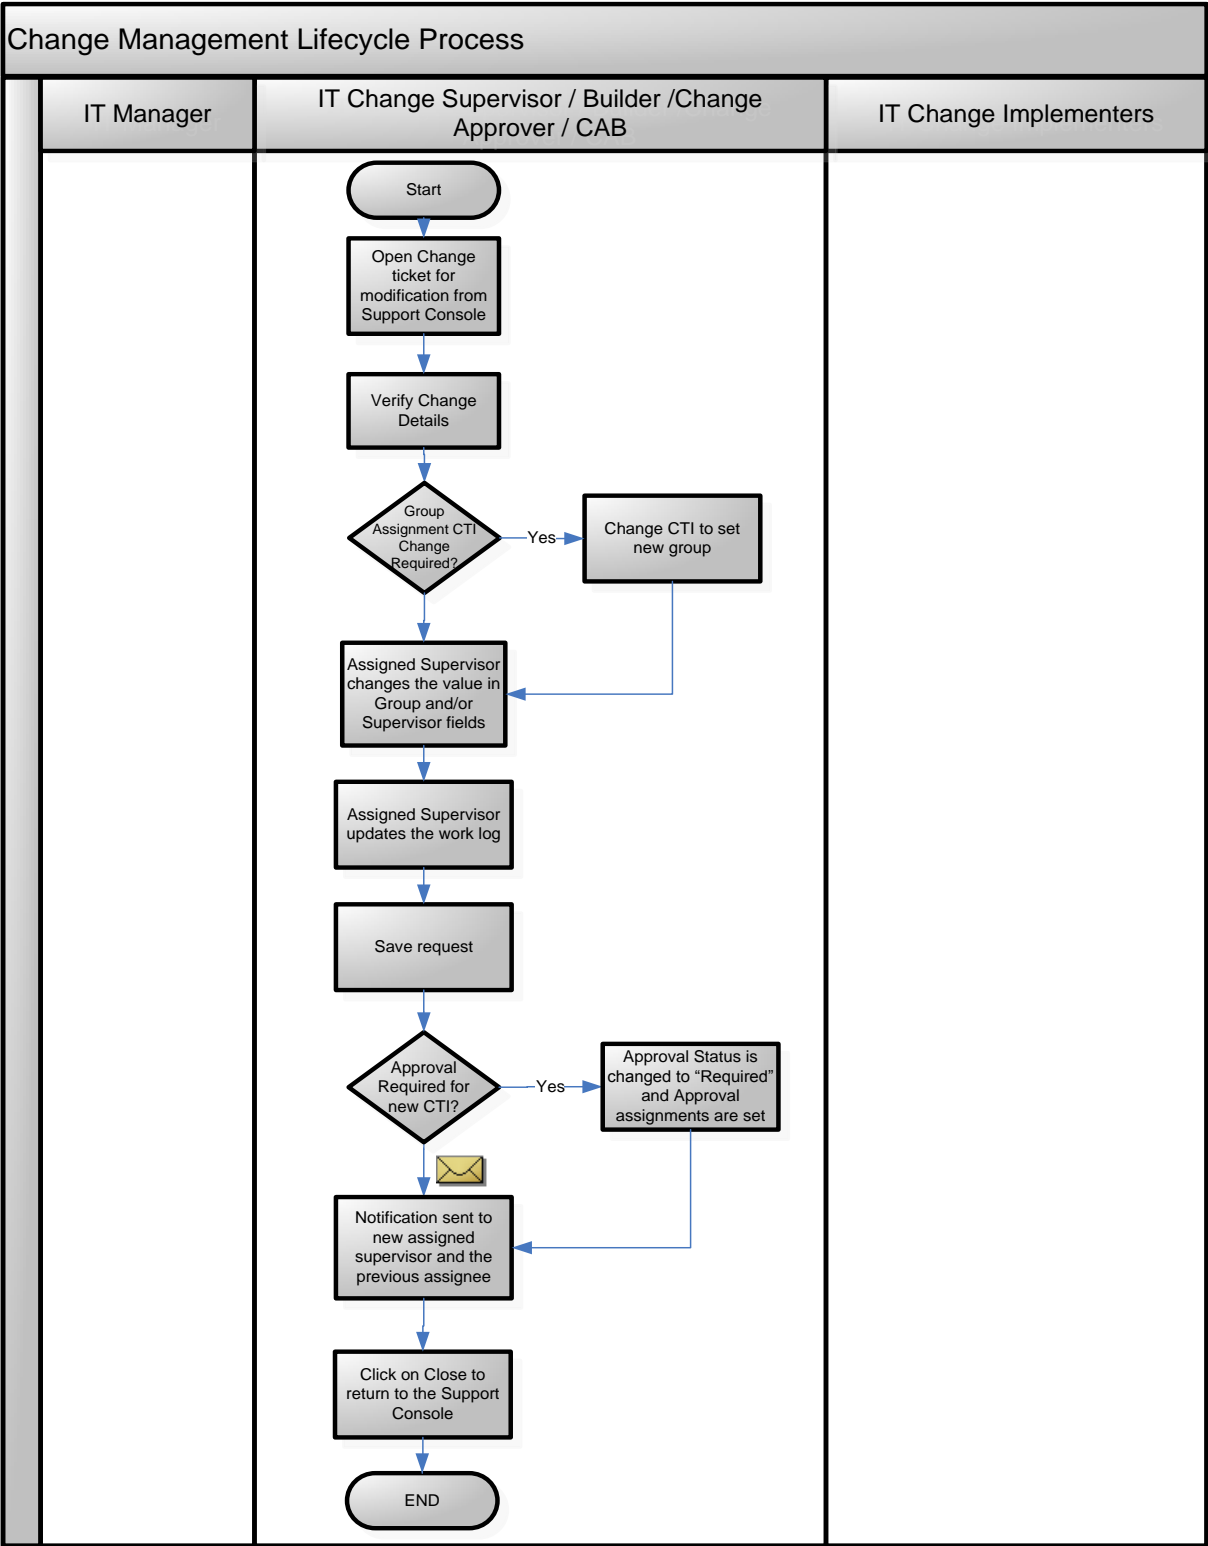 Change Management Lifecycle Process
IT Manager
IT Change Supervisor / Builder /Change
Approver / CAB
IT Change Implementers
Start
Open Change
ticket for
modification from
Support Console
Verify Change
Details
Group
Assignment CTI
Change
Required?
Yes
Change CTI to set
new group
Assigned Supervisor
changes the value in
Group and/or
Supervisor fields
Assigned Supervisor
updates the work log
Save request
Approval
Required for
new CTI?
Yes
Approval Status is
changed to “Required”
and Approval
assignments are set
Notification sent to
new assigned
supervisor and the
previous assignee
Click on Close to
return to the Support
Console
END